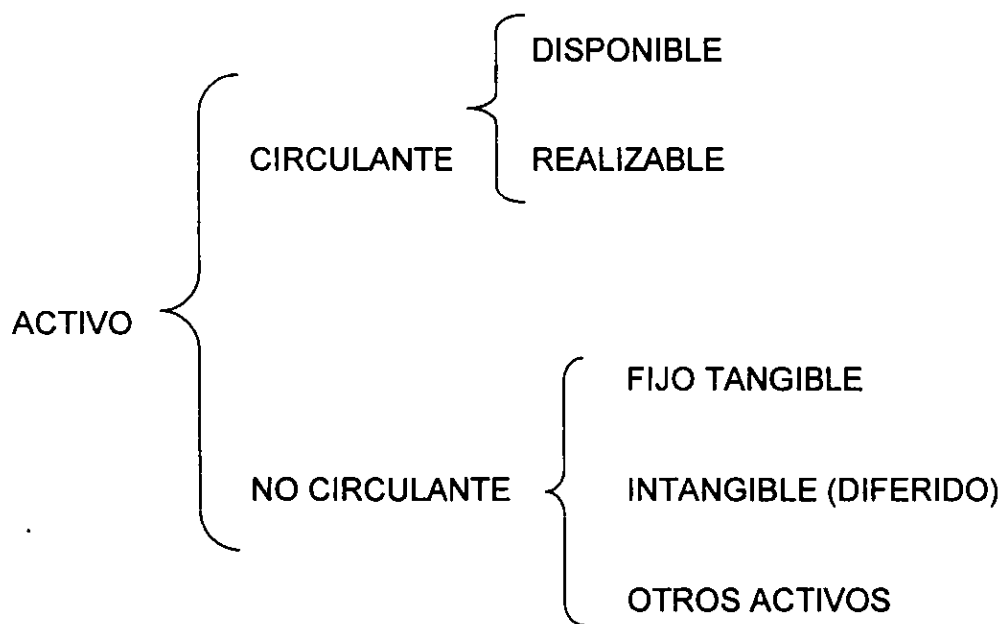 DISPONIBLE
CIRCULANTE
REALIZABLE
ACTIVO
FIJO TANGIBLE
NO CIRCULANTE
INTANGIBLE (DIFERIDO)
OTROS ACTIVOS